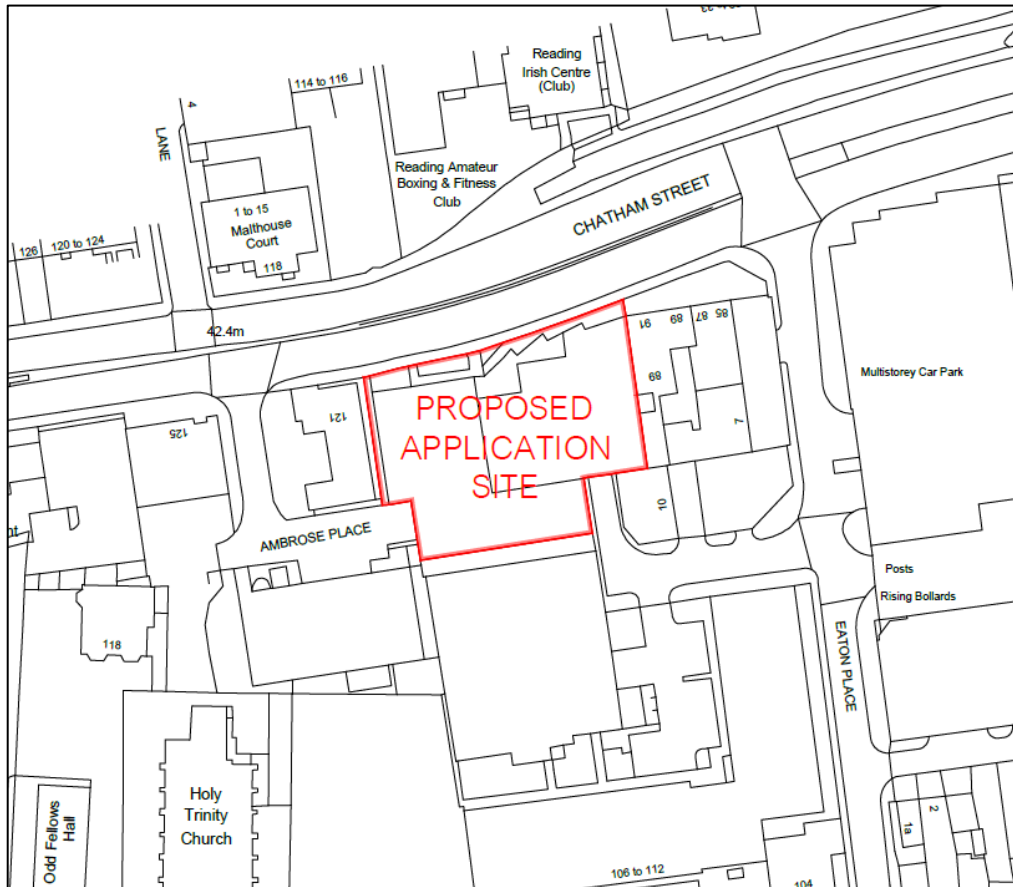 114 to 116
Reading
Irish Centre
(Club)
4
LANE
Reading Amateur
Boxing & Fitness
Club
1 to 15
Malthouse
Court
118
126
120 to 124
CHATHAM STREET
42.4m
91
89
87
85
89
7
Multistorey Car Park
121
125
PROPOSED
APPLICATION
SITE
10
AMBROSE PLACE
Posts
Rising Bollards
118
EATON PLACE
Holy
Trinity
Church
Odd Fellows
Hall
1a
2
106 to 112
104